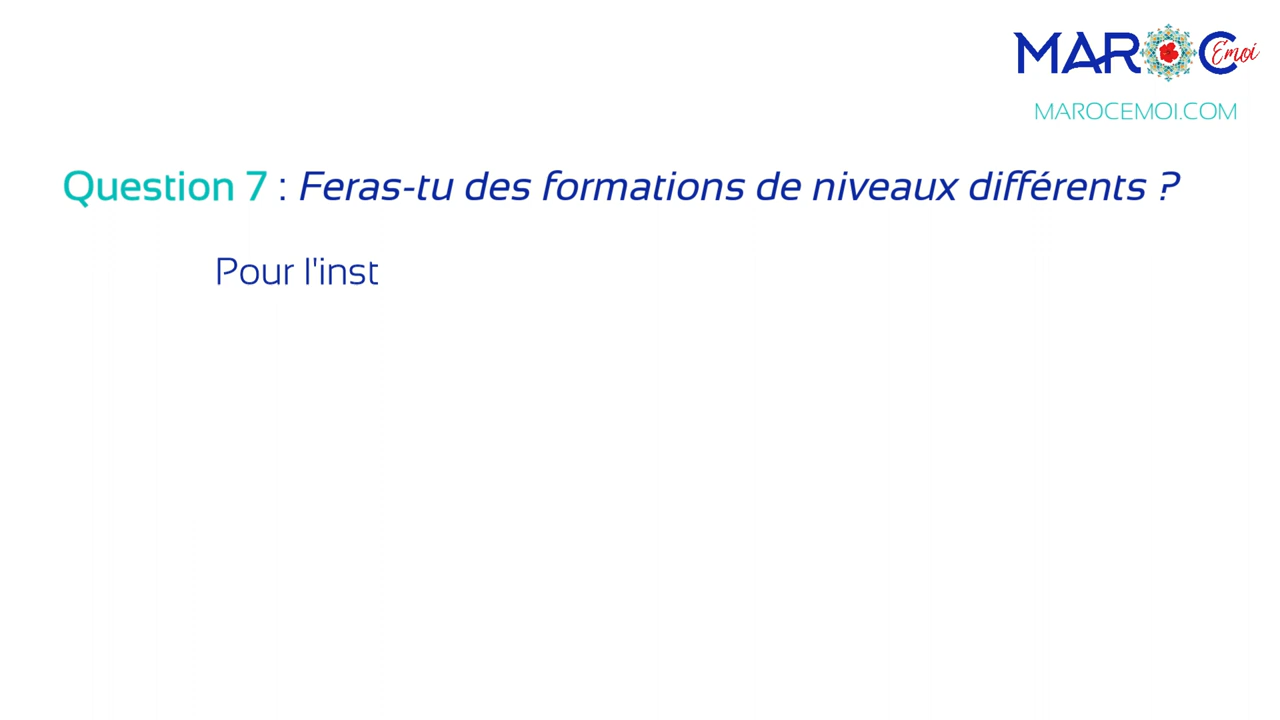 MAROC Emoi
MAROCEMOI.COM
Question 7 : Feras-tu des formations de niveaux différents ?
Pour l'inst